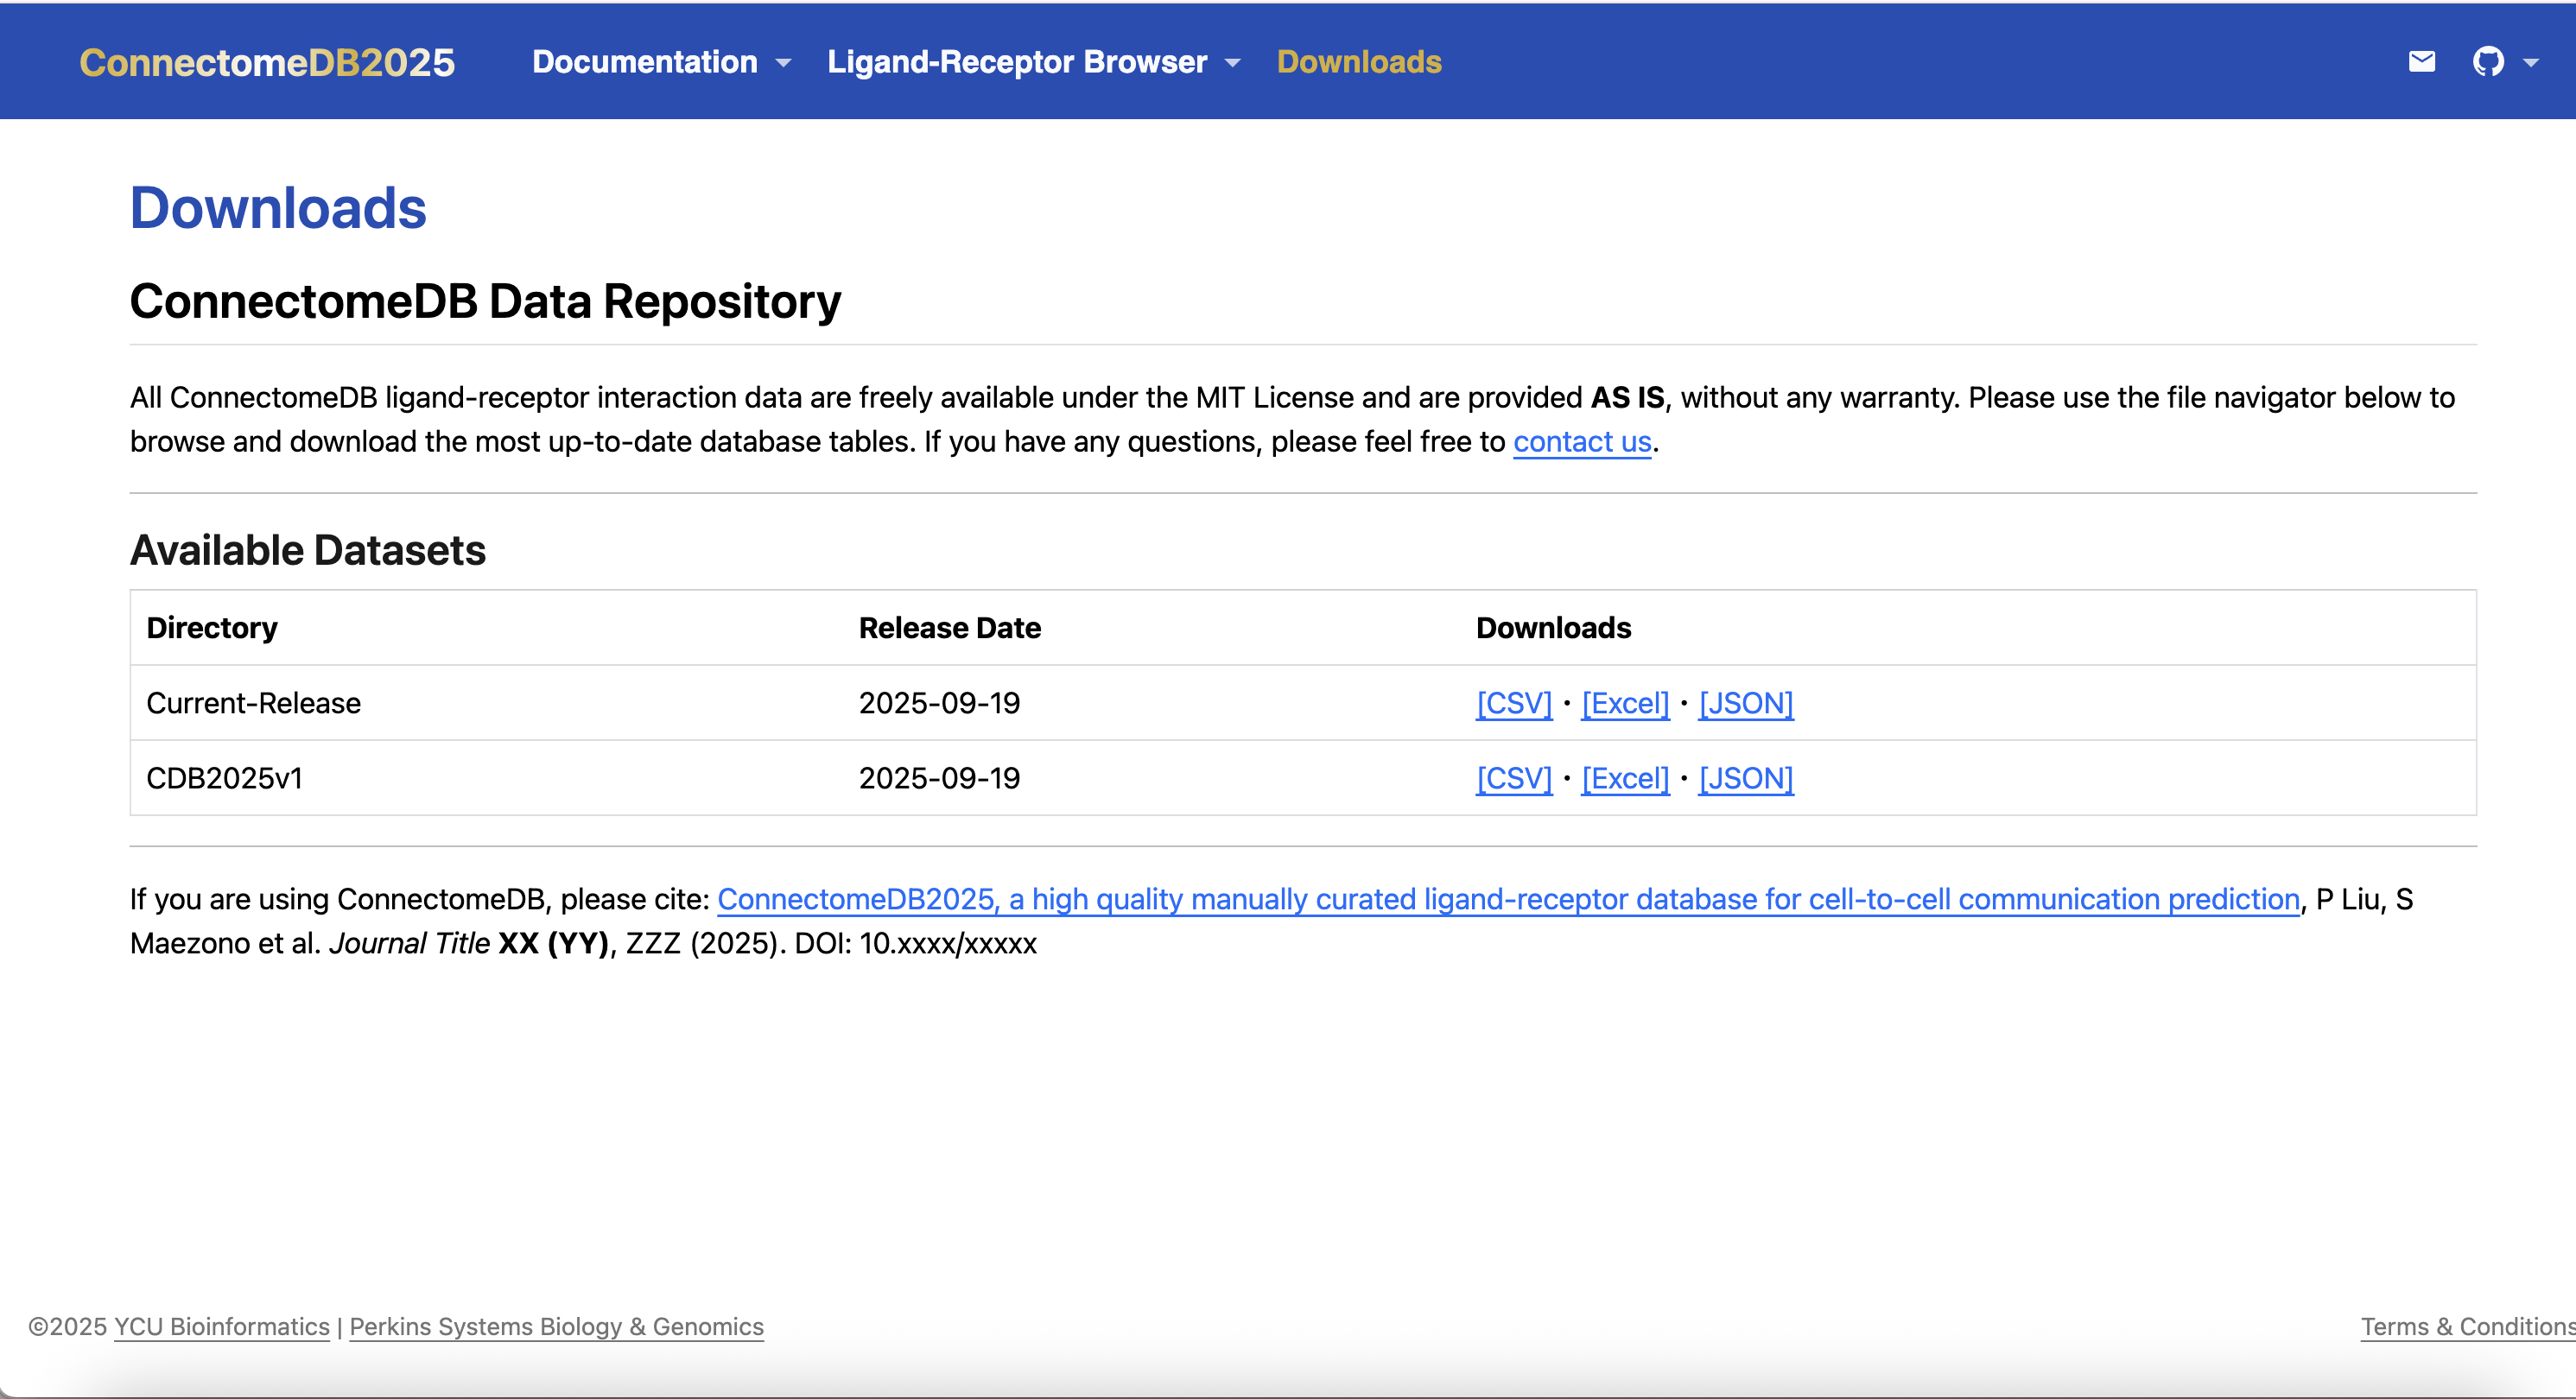 ConnectomeDB2025 Documentation Ligand-Receptor Browser Downloads
Downloads
ConnectomeDB Data Repository
All ConnectomeDB ligand-receptor interaction data are freely available under the MIT License and are provided AS IS, without any warranty. Please use the file navigator below to
browse and download the most up-to-date database tables. If you have any questions, please feel free to contact us.
Available Datasets
Directory Release Date Downloads
Current-Release 2025-09-19 [CSV] · [Excel] · [JSON]
CDB2025v1 2025-09-19 [CSV] · [Excel] · [JSON]
If you are using ConnectomeDB, please cite: ConnectomeDB2025, a high quality manually curated ligand-receptor database for cell-to-cell communication prediction, P Liu, S
Maezono et al. Journal Title XX (YY), ZZZ (2025). DOI: 10.xxxx/xxxxx
©2025 YCU Bioinformatics | Perkins Systems Biology & Genomics Terms & Conditions